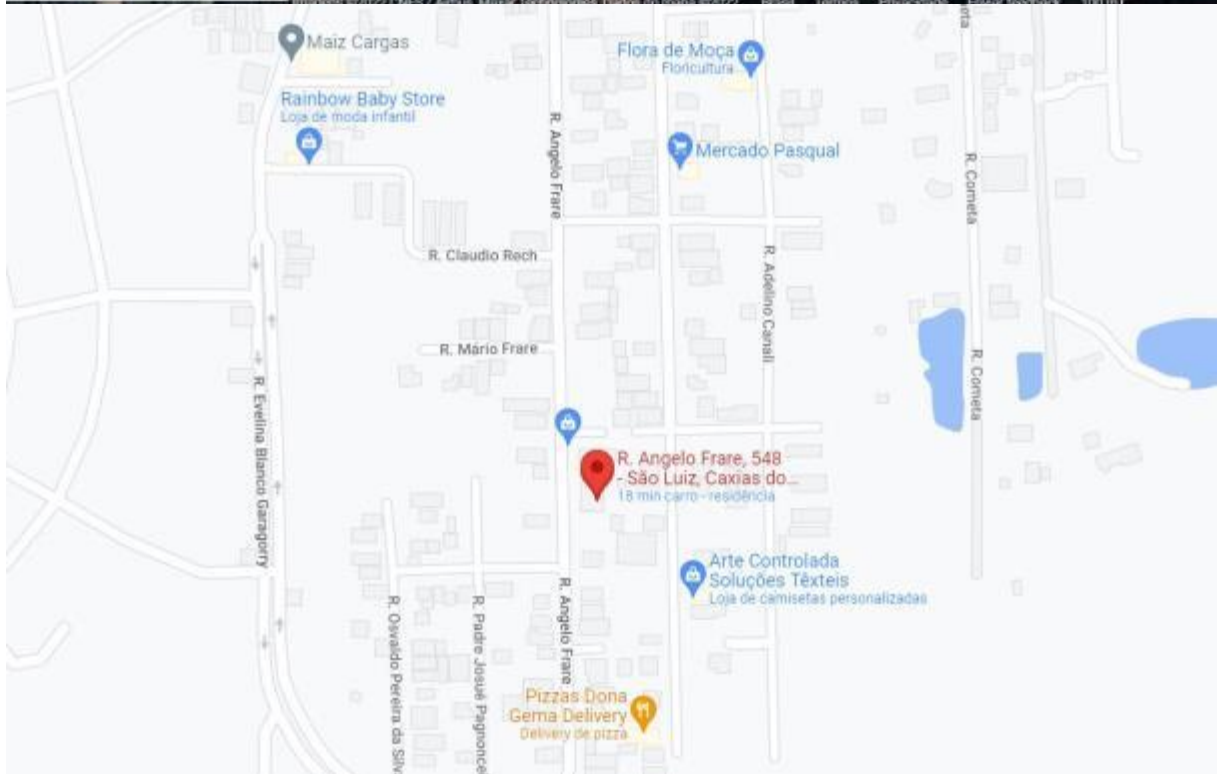 Maiz Cargas
Flora de Moça
Floricultura
Rainbow Baby Store
Loja de moda infantil
Mercado Pasqual
R. Angelo Frare
R. Cometa
R. Claudio Rech
R. Adelino Canali
R. Mário Frare
R. Cometa
R. Evelina Blanco Garagorry
R. Angelo Frare, 548
- São Luiz, Caxias do...
18 min carro - residência
Arte Controlada
Soluções Têxteis
Loja de camisetas personalizadas
R. Osvaldo Pereira da Silv
R. Padre Josué Pagnoncel
R. Angelo Frare
Pizzas Dona
Gema Delivery
Delivery de pizza